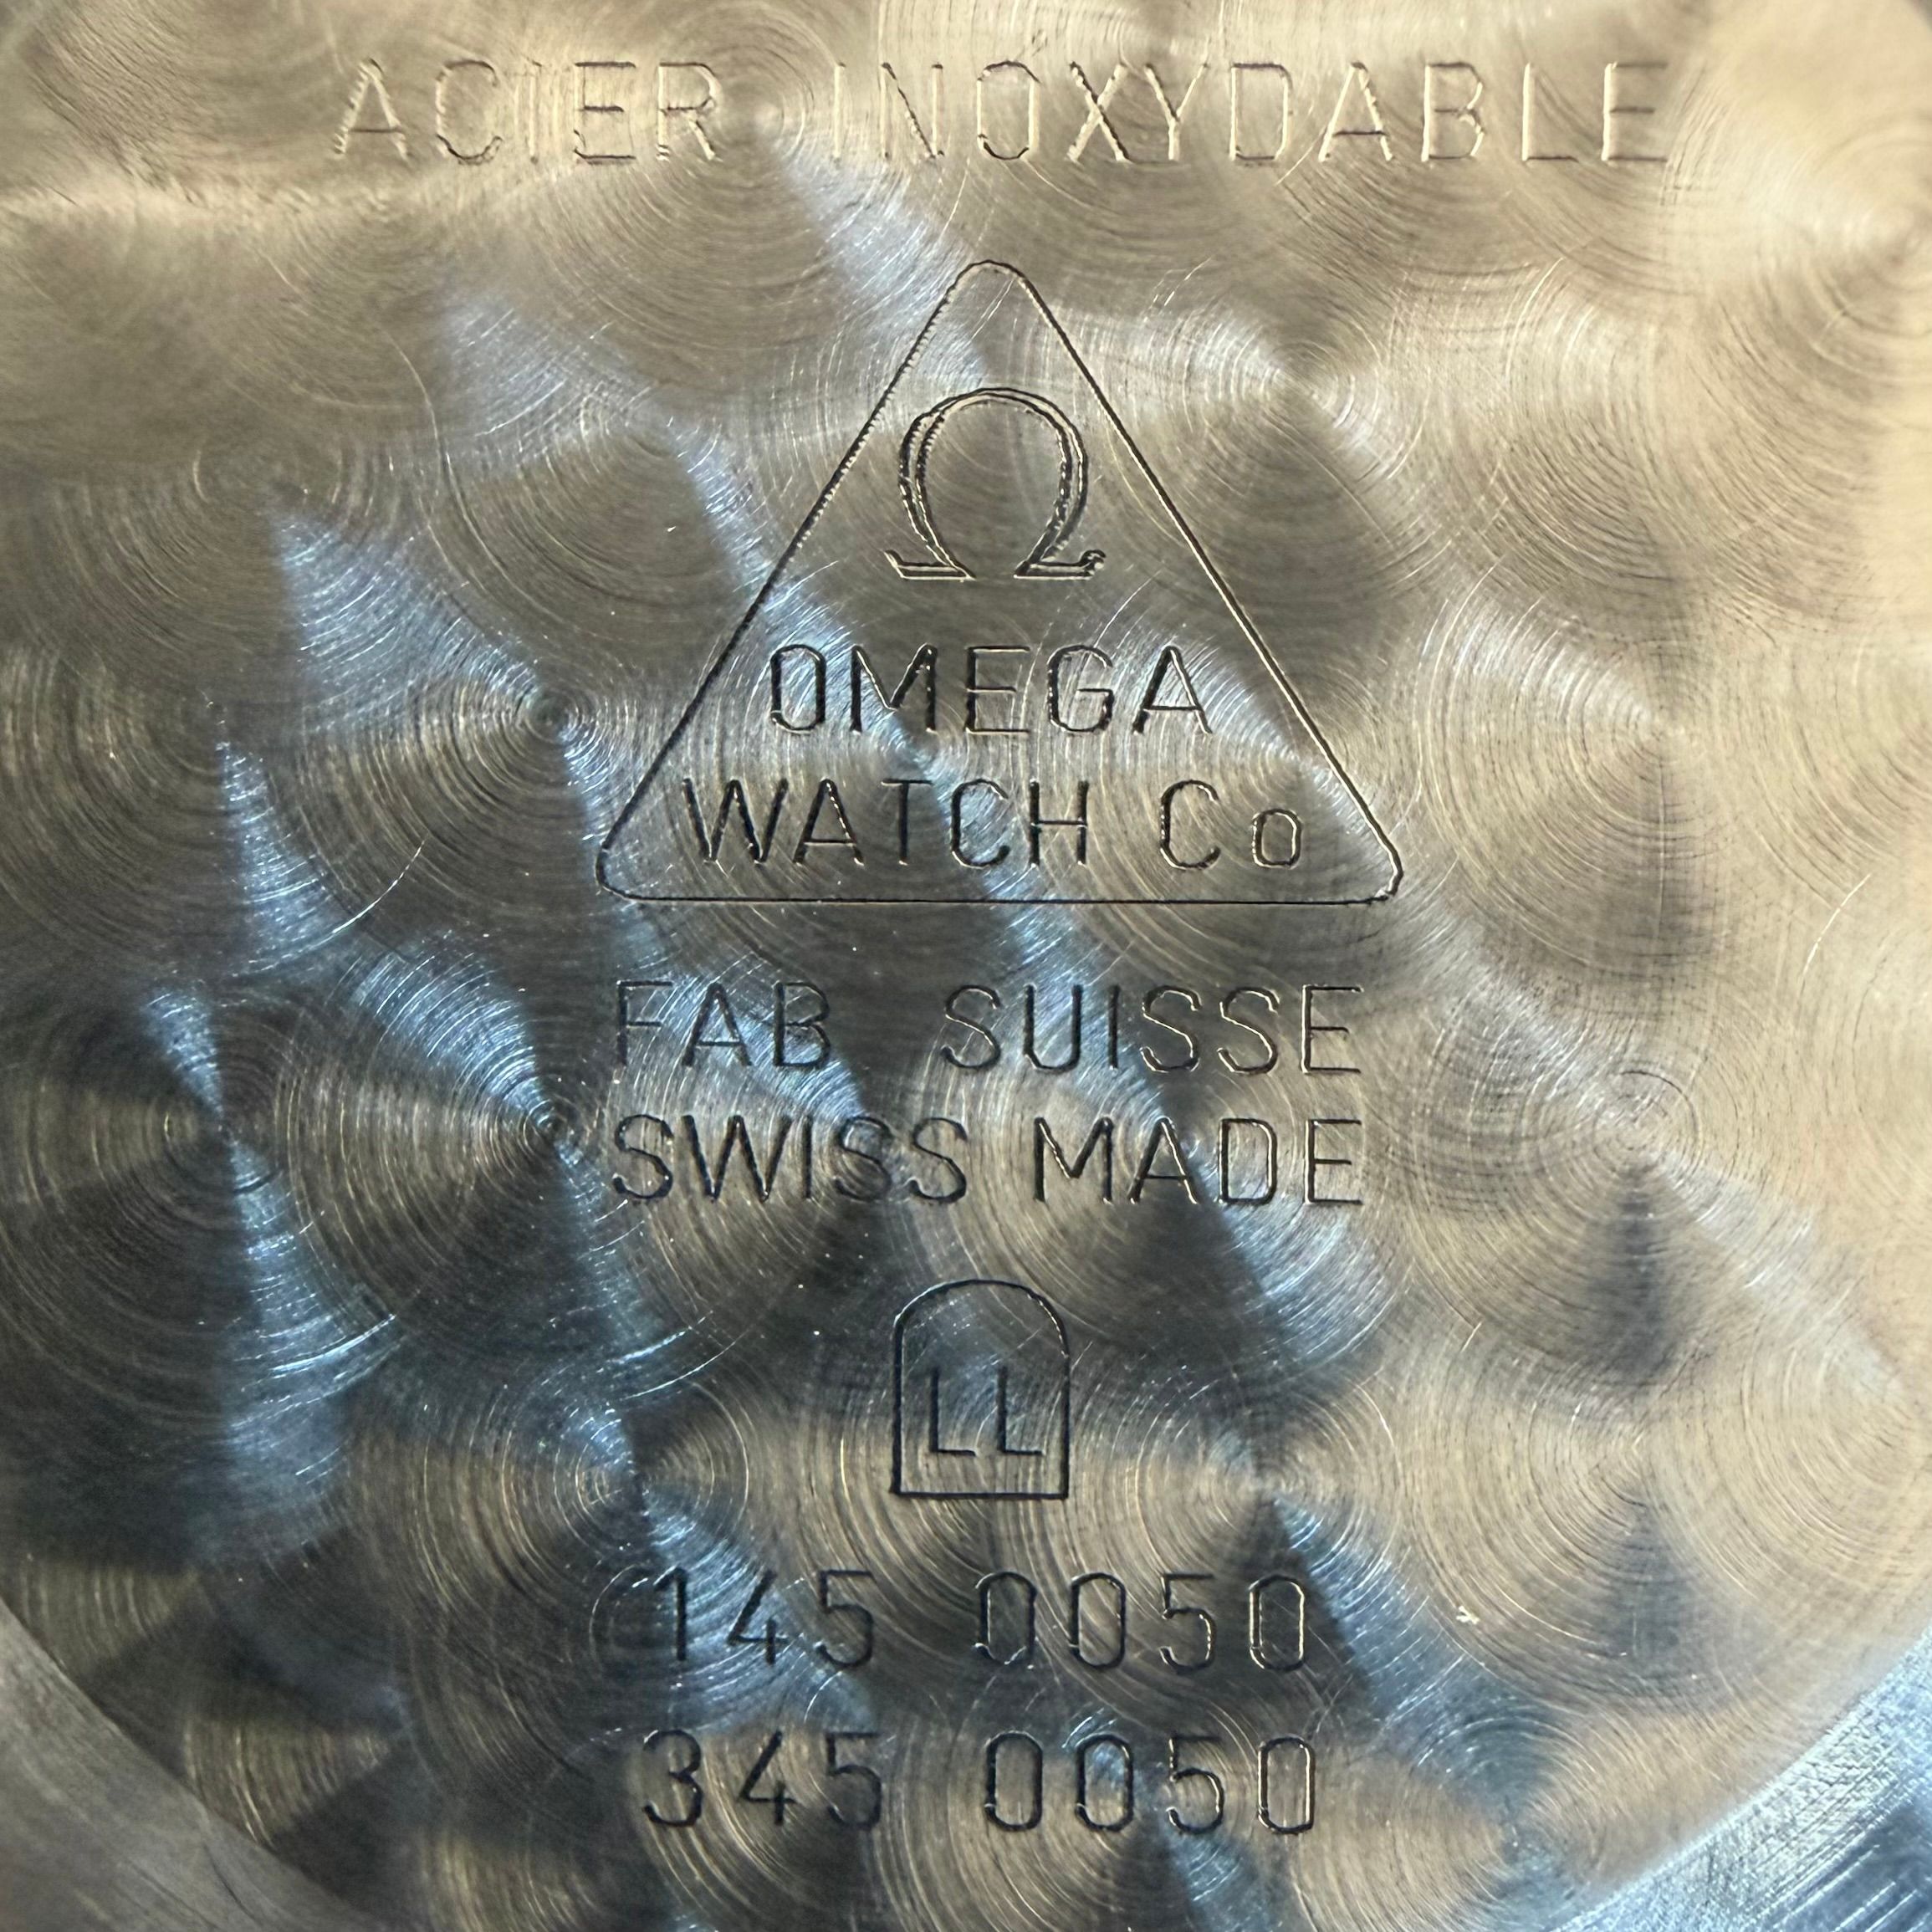 ACIER INOXYDABLE
Ω
OMEGA
WATCH Co
FAB SUISSE
SWISS MADE
LL
145 0050
345 0050